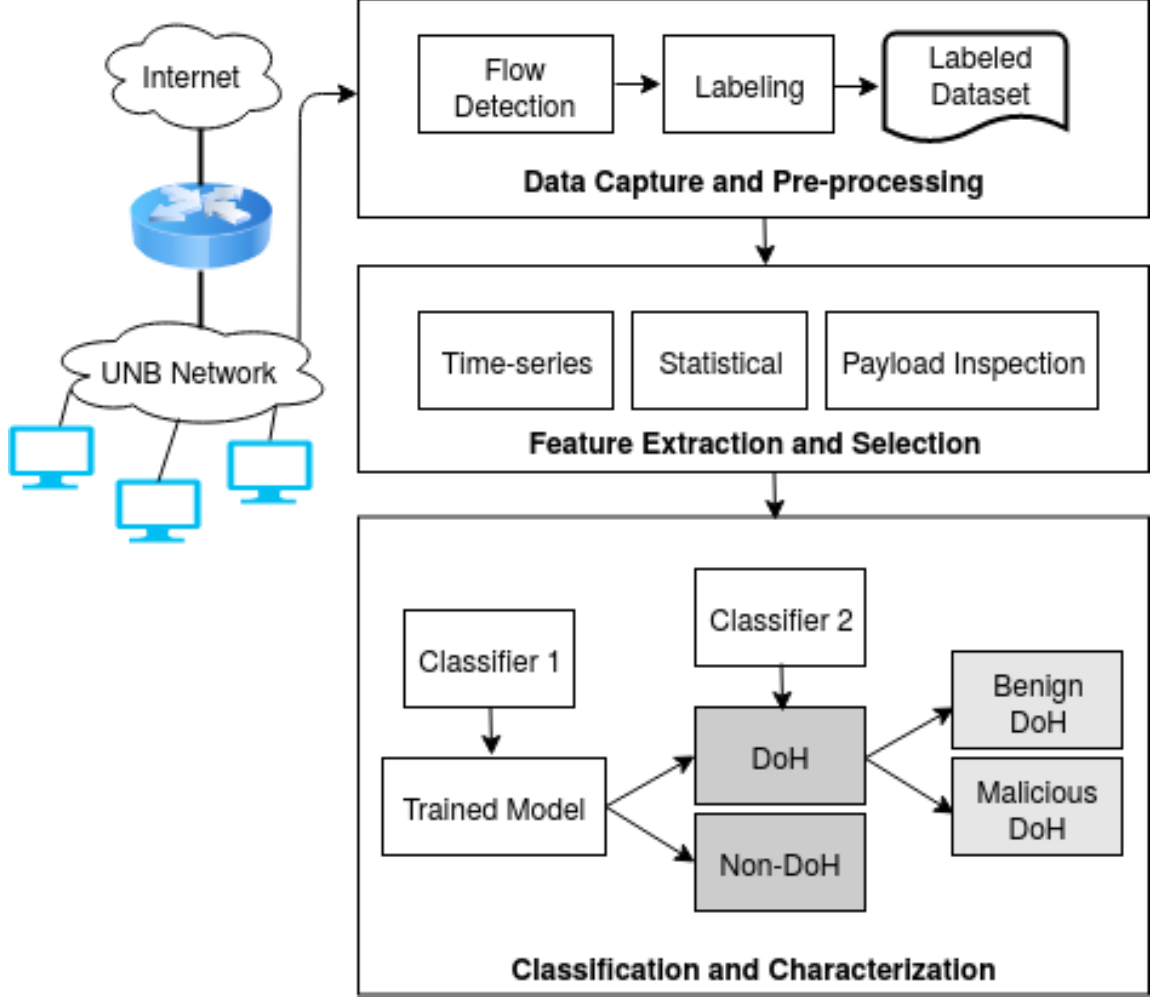 Internet
UNB Network
Flow
Detection
Labeling
Labeled
Dataset
Data Capture and Pre-processing
Time-series
Statistical
Payload Inspection
Feature Extraction and Selection
Classifier 1
Classifier 2
Trained Model
DoH
Non-DoH
Benign
DoH
Malicious
DoH
Classification and Characterization